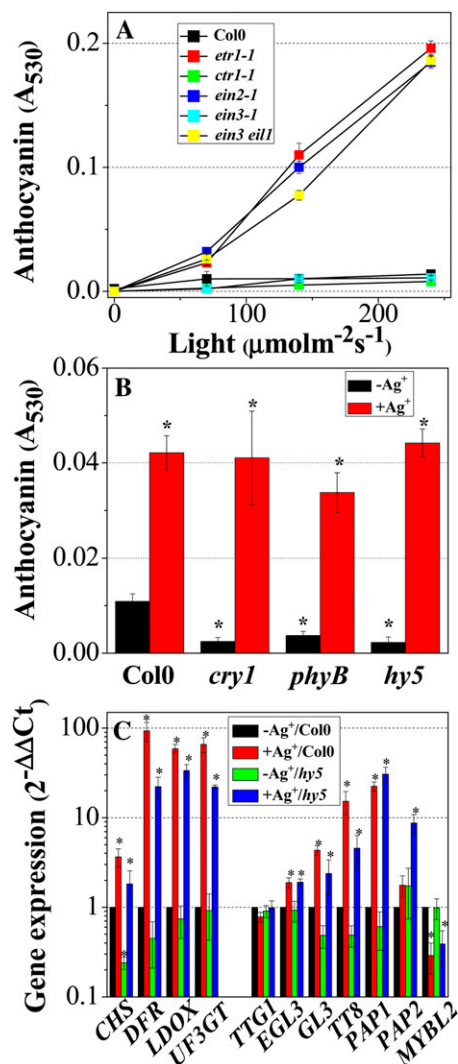 A
Col0
etr1-1
ctr1-1
ein2-1
ein3-1
ein3 eil1
Anthocyanin (A530)
0.2
0.1
0.0
0
100
200
Light (μmolm-2s-1)
B
-Ag+
+Ag+
Anthocyanin (A530)
0.06
0.04
0.02
0.00
* * * * * * *
Col0 cry1 phyB hy5
C
-Ag+/Col0
+Ag+/Col0
-Ag+/hy5
+Ag+/hy5
Gene expression (2-ΔΔCt)
100
10
1
0.1
CHS DFR LDOX UF3GT TTG1 EGL3 GL3 TT8 PAP1 PAP2 MYBL2